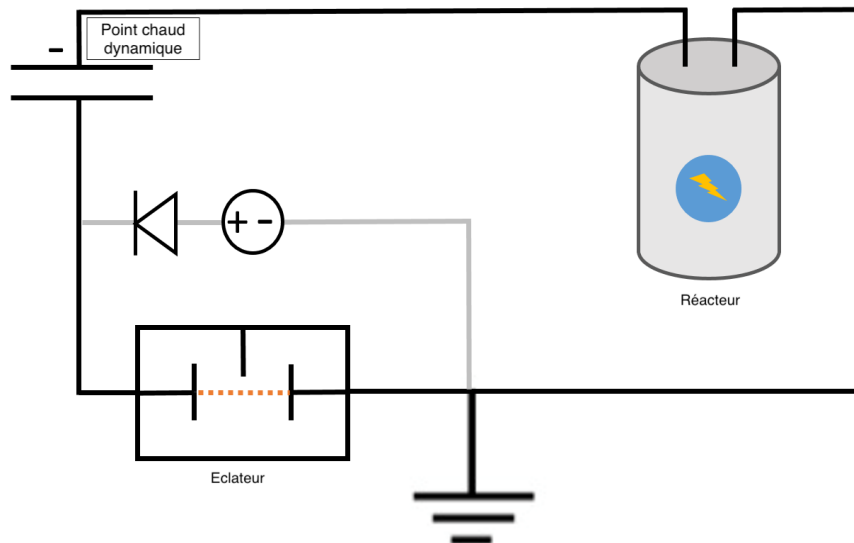 Point chaud
dynamique
-
+ -
Réacteur
Eclateur